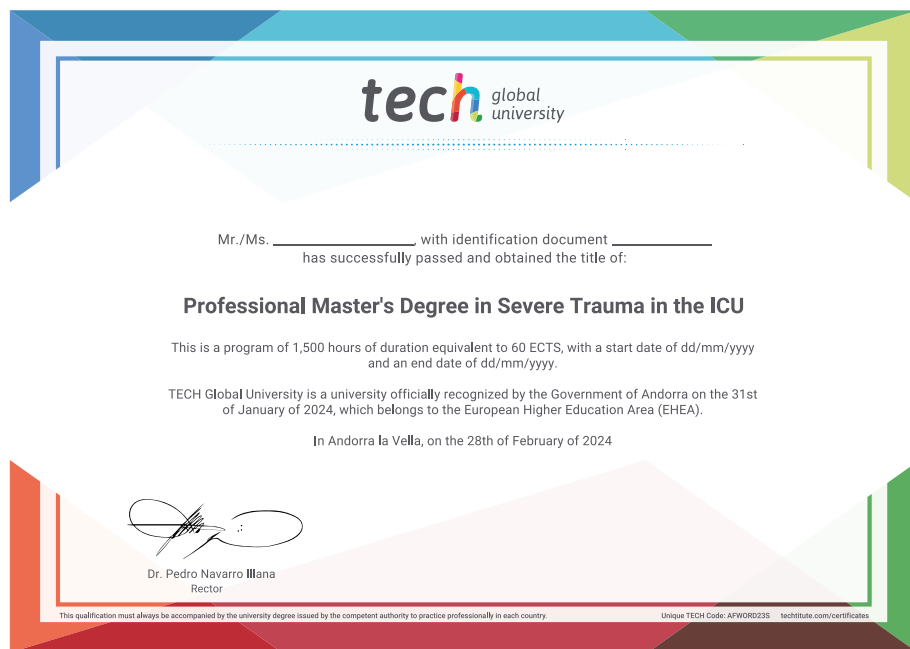 tech global university
Mr./Ms. ____________________, with identification document ______________
has successfully passed and obtained the title of:
Professional Master's Degree in Severe Trauma in the ICU
This is a program of 1,500 hours of duration equivalent to 60 ECTS, with a start date of dd/mm/yyyy
and an end date of dd/mm/yyyy.
TECH Global University is a university officially recognized by the Government of Andorra on the 31st
of January of 2024, which belongs to the European Higher Education Area (EHEA).
In Andorra la Vella, on the 28th of February of 2024
Dr. Pedro Navarro Illana
Rector
This qualification must always be accompanied by the university degree issued by the competent authority to practice professionally in each country. Unique TECH Code: AFWORD23S techtitute.com/certificates